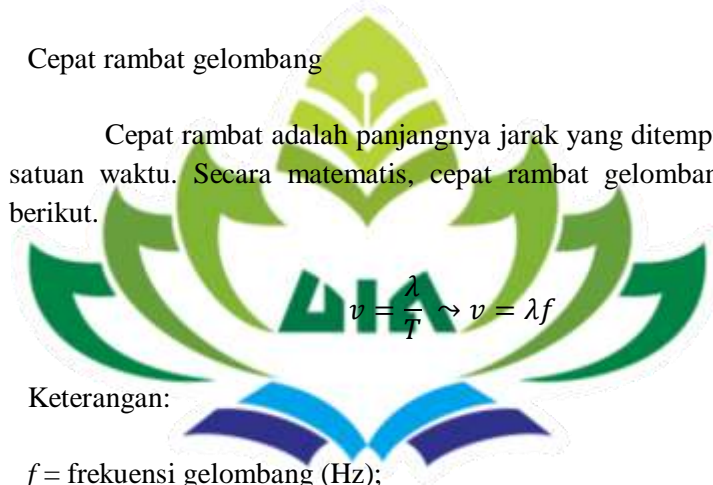 Cepat rambat gelombang
Cepat rambat adalah panjangnya jarak yang ditemp
satuan waktu. Secara matematis, cepat rambat gelombar
berikut.
v = λ/T ⤳ v = λf
Keterangan:
f = frekuensi gelombang (Hz);